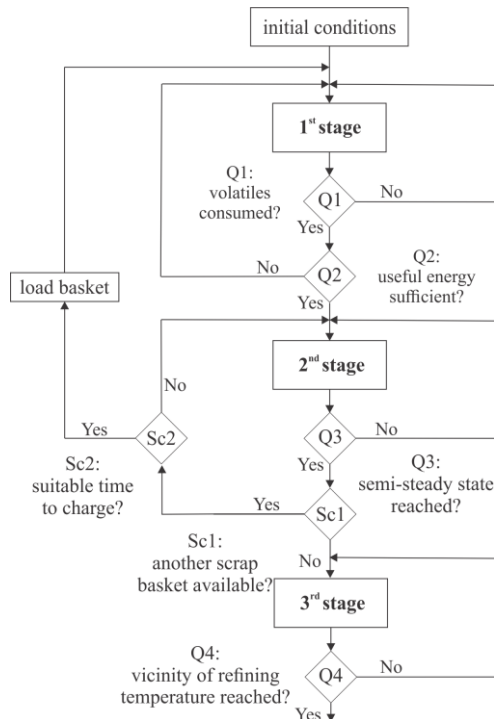 initial conditions
1st stage
Q1:
volatiles
consumed?
Q1
No
Yes
Q2:
useful energy
sufficient?
No
Q2
Yes
load basket
2nd stage
No
Yes
Sc2
Q3
No
Sc2:
suitable time
to charge?
Yes
Q3:
semi-steady state
reached?
Yes
Sc1
Sc1:
another scrap
basket available?
No
3rd stage
Q4:
vicinity of refining
temperature reached?
Q4
No
Yes